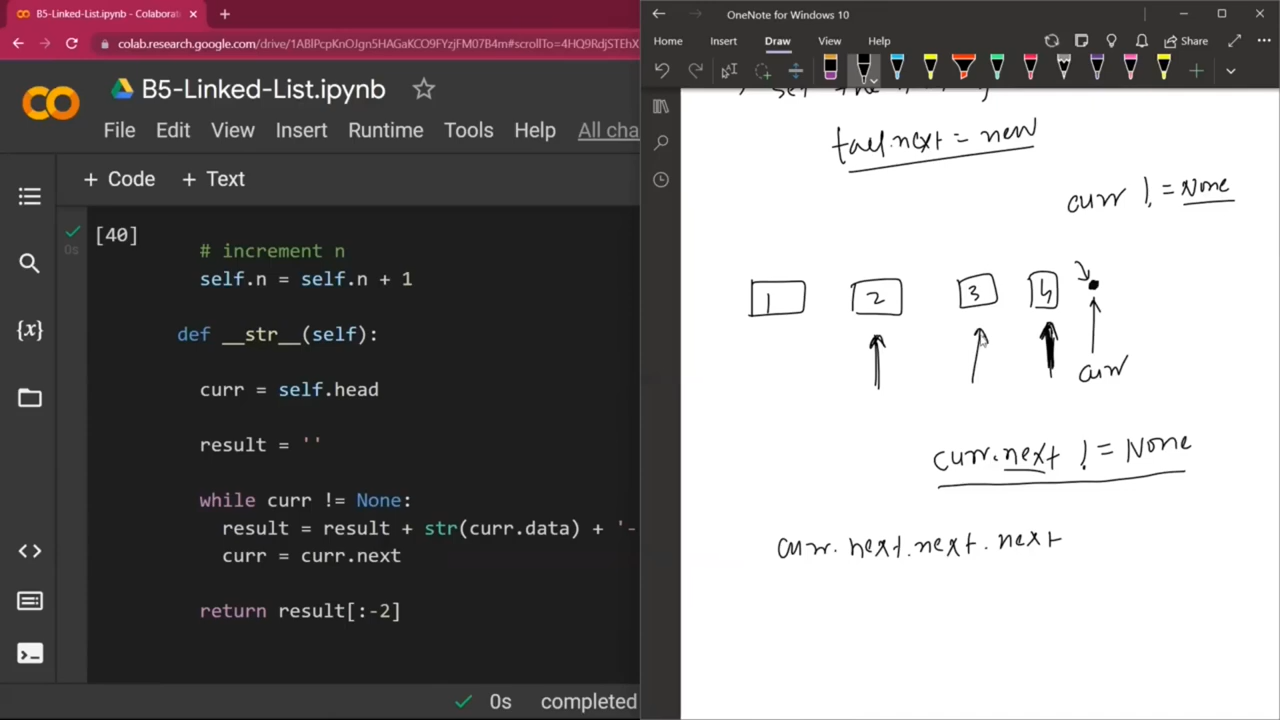 B5-Linked-List.ipynb - Colaborat
colab.research.google.com/drive/1ABlPcpKnOJgn5HAGaKCO9FYzjFM07B4m#scrollTo=4HQ9RdjSTEhX
B5-Linked-List.ipynb
File Edit View Insert Runtime Tools Help All cha
+ Code + Text
[40]
0s
# increment n
self.n = self.n + 1
def __str__(self):
curr = self.head
result = ''
while curr != None:
result = result + str(curr.data) + '-
curr = curr.next
return result[:-2]
{x}
0s completed
OneNote for Windows 10
Home Insert Draw View Help
Share
tail.next = new
curr != None
1 2 3 4
curr
curr.next != None
curr.next.next.next